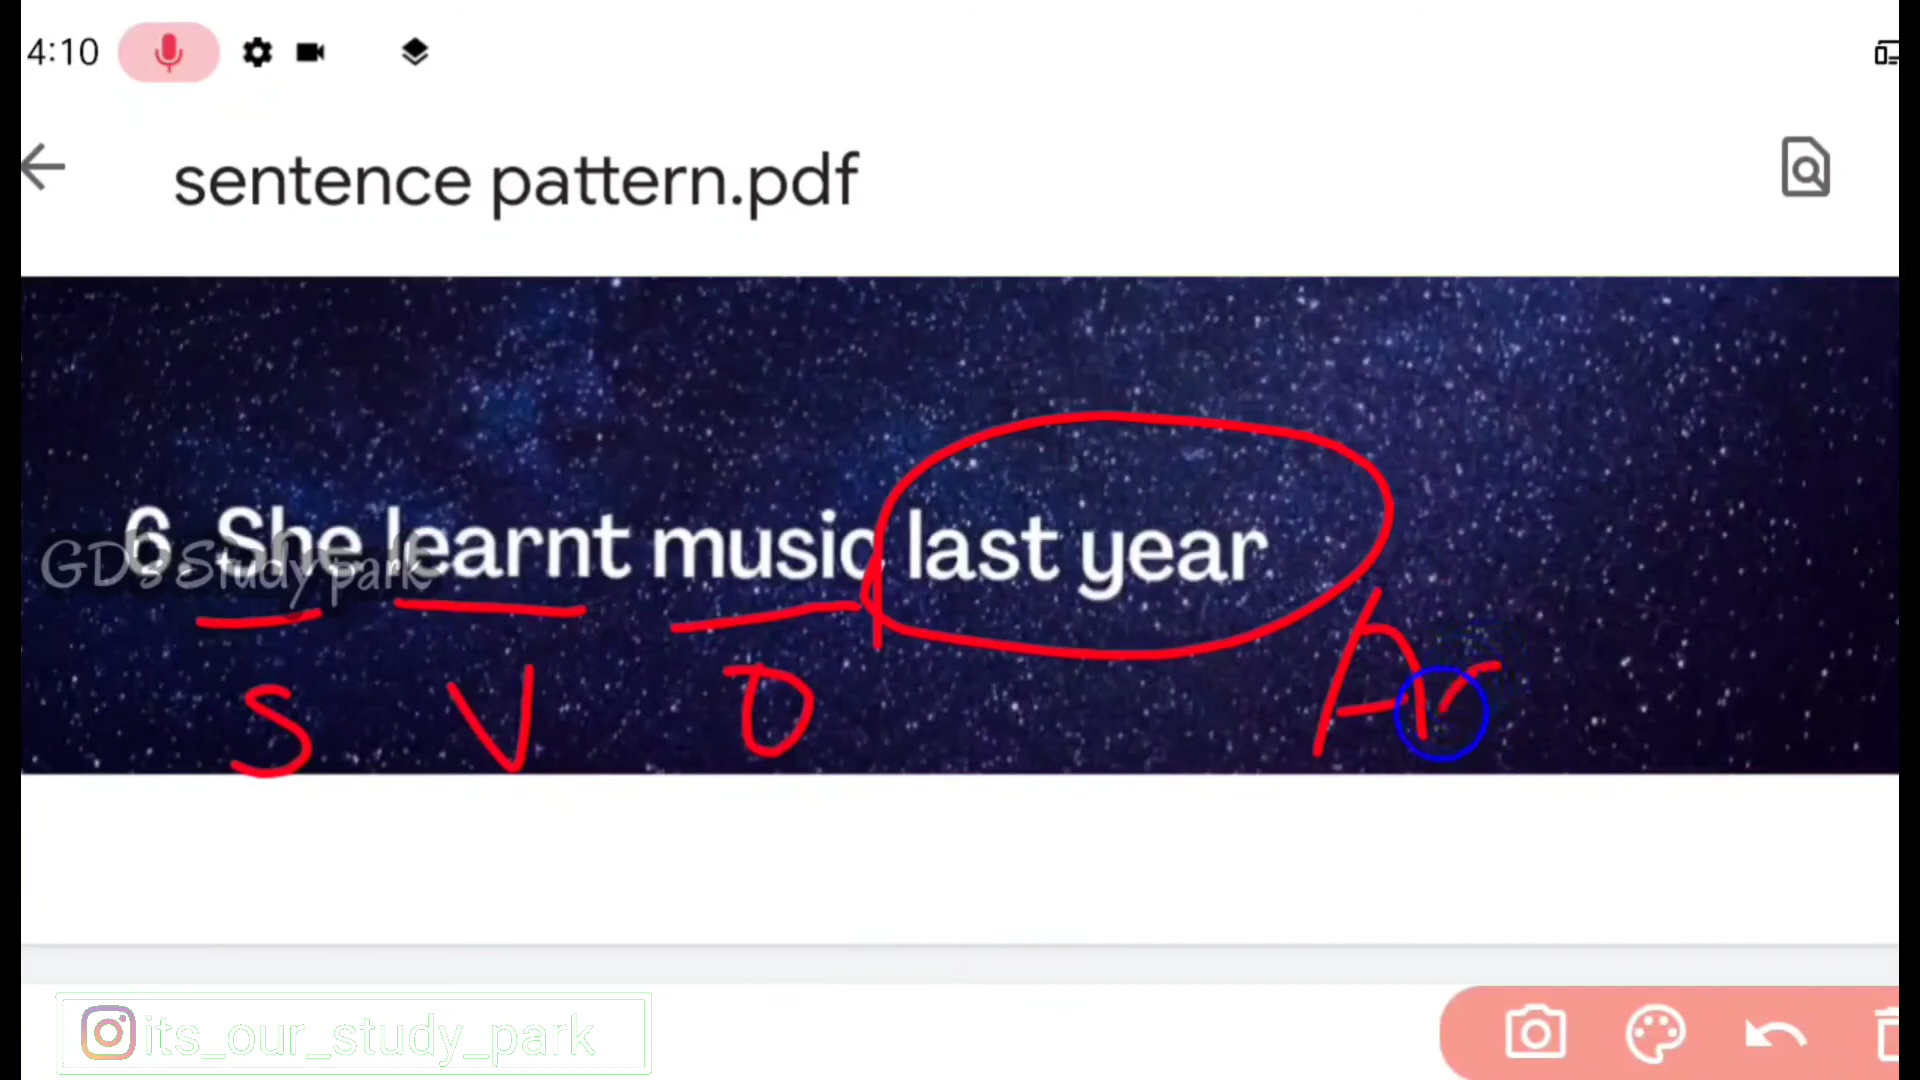 4:10
sentence pattern.pdf
6. She learnt music last year
GD's Study park
S V O A
its_our_study_park